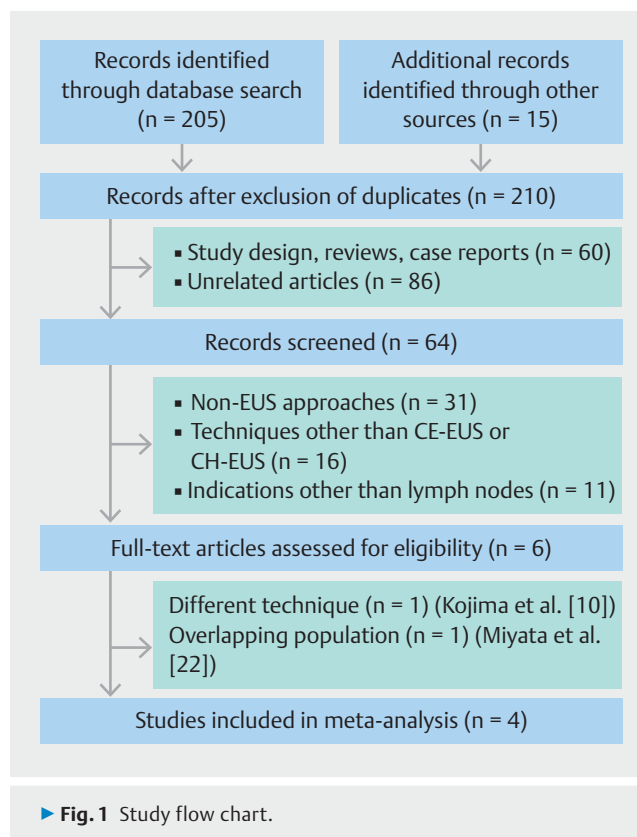 Records identified
through database search
(n = 205)
Additional records
identified through other
sources (n = 15)
Records after exclusion of duplicates (n = 210)
▪ Study design, reviews, case reports (n = 60)
▪ Unrelated articles (n = 86)
Records screened (n = 64)
▪ Non-EUS approaches (n = 31)
▪ Techniques other than CE-EUS or
CH-EUS (n = 16)
▪ Indications other than lymph nodes (n = 11)
Full-text articles assessed for eligibility (n = 6)
Different technique (n = 1) (Kojima et al. [10])
Overlapping population (n = 1) (Miyata et al.
[22])
Studies included in meta-analysis (n = 4)
▶ Fig. 1 Study flow chart.